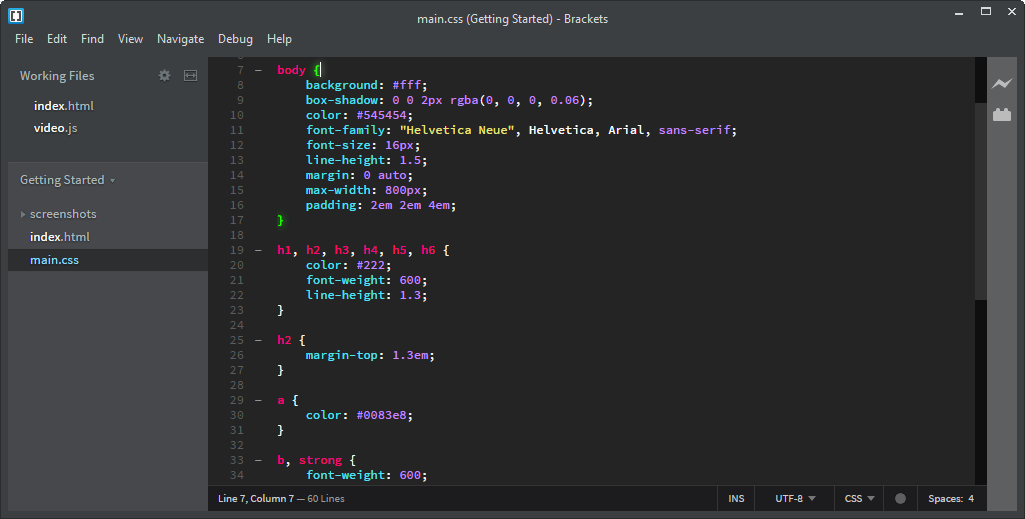 main.css (Getting Started) - Brackets
File Edit Find View Navigate Debug Help
Working Files
index.html
video.js
Getting Started
screenshots
index.html
main.css
7 – body {
8 background: #fff;
9 box-shadow: 0 0 2px rgba(0, 0, 0, 0.06);
10 color: #545454;
11 font-family: "Helvetica Neue", Helvetica, Arial, sans-serif;
12 font-size: 16px;
13 line-height: 1.5;
14 margin: 0 auto;
15 max-width: 800px;
16 padding: 2em 2em 4em;
17 }
18
19 – h1, h2, h3, h4, h5, h6 {
20 color: #222;
21 font-weight: 600;
22 line-height: 1.3;
23 }
24
25 – h2 {
26 margin-top: 1.3em;
27 }
28
29 – a {
30 color: #0083e8;
31 }
32
33 – b, strong {
34 font-weight: 600;
Line 7, Column 7 — 60 Lines INS UTF-8 CSS Spaces: 4